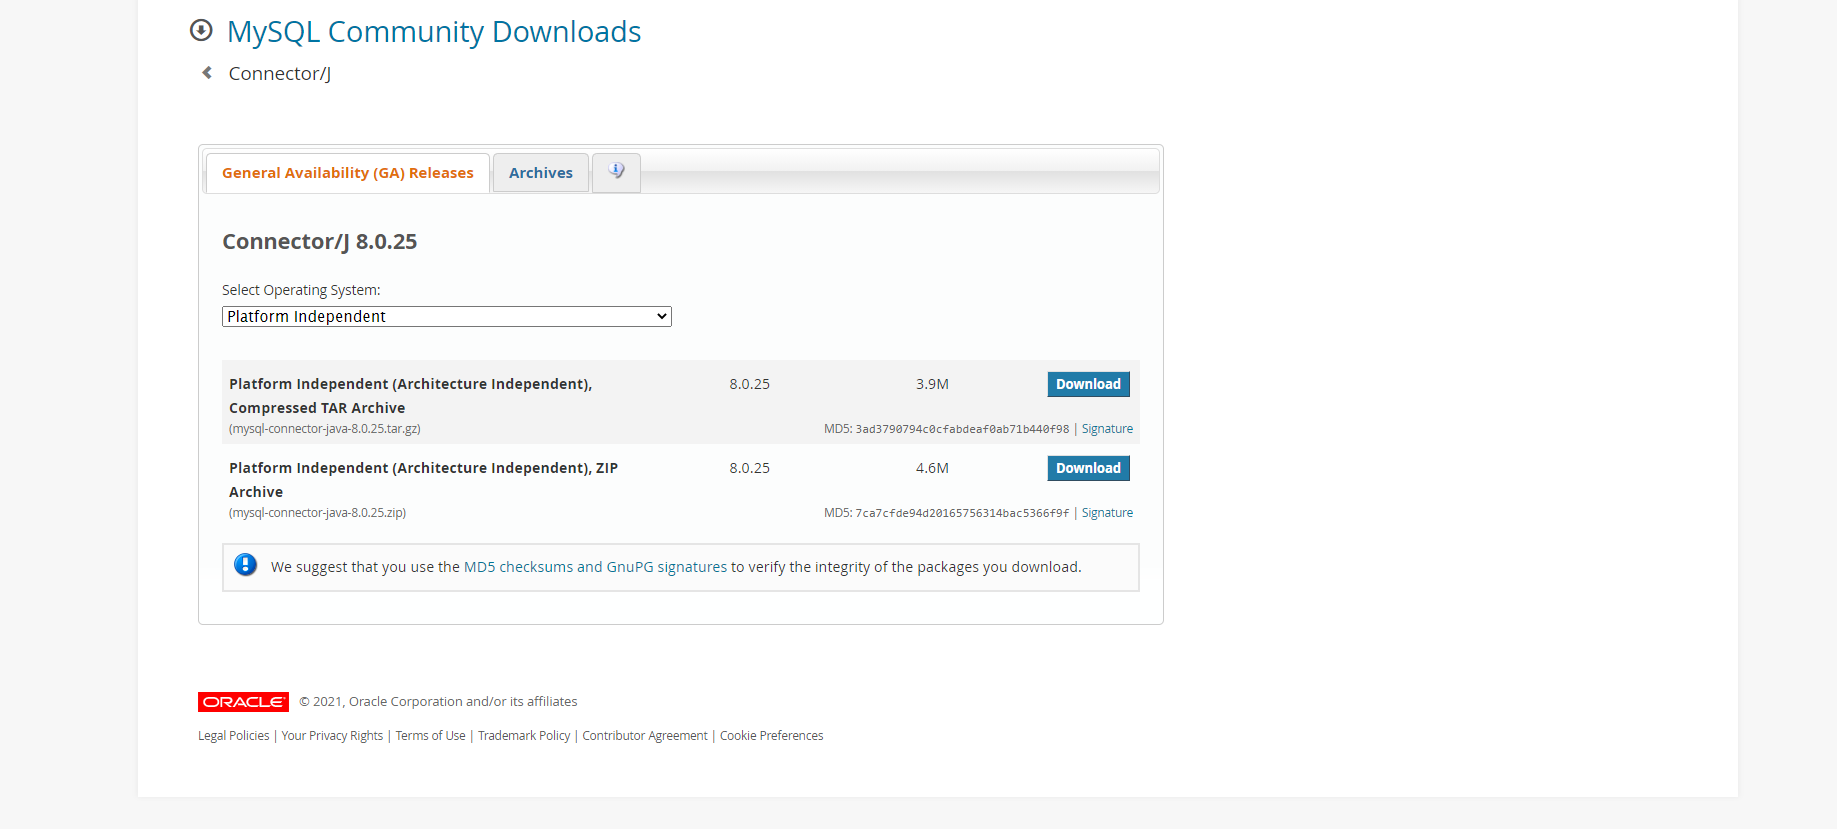 MySQL Community Downloads
Connector/J
General Availability (GA) Releases Archives
Connector/J 8.0.25
Select Operating System:
Platform Independent
Platform Independent (Architecture Independent), 8.0.25 3.9M Download
Compressed TAR Archive
(mysql-connector-java-8.0.25.tar.gz) MD5: 3ad3790794c0cfabdeaf0ab71b440f98 | Signature
Platform Independent (Architecture Independent), ZIP 8.0.25 4.6M Download
Archive
(mysql-connector-java-8.0.25.zip) MD5: 7ca7cfde94d20165756314bac5366f9f | Signature
We suggest that you use the MD5 checksums and GnuPG signatures to verify the integrity of the packages you download.
ORACLE © 2021, Oracle Corporation and/or its affiliates
Legal Policies | Your Privacy Rights | Terms of Use | Trademark Policy | Contributor Agreement | Cookie Preferences